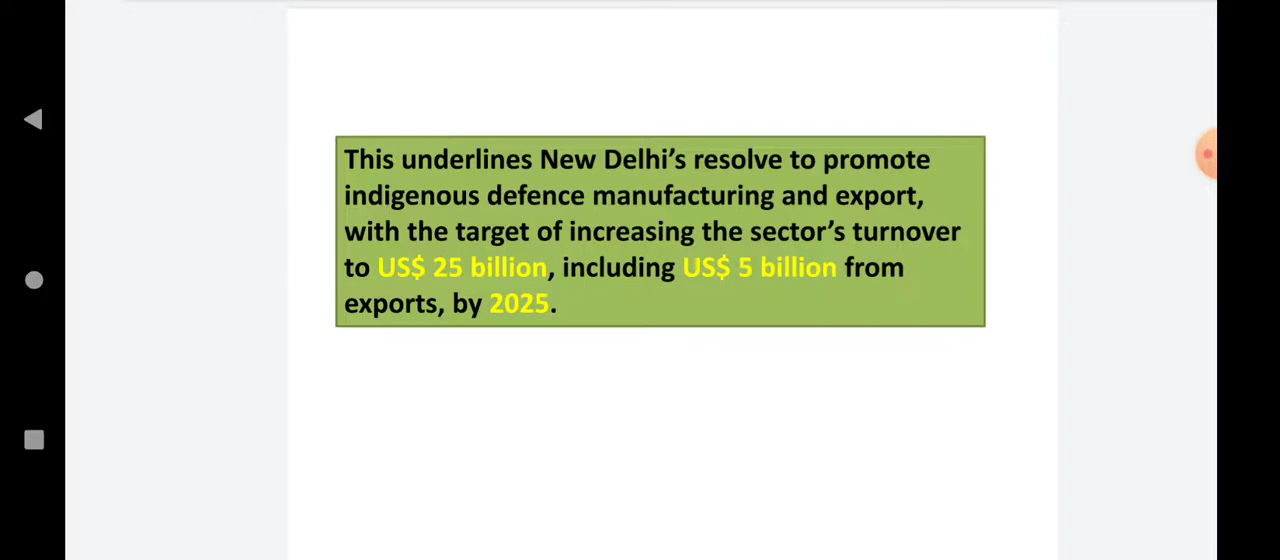 This underlines New Delhi’s resolve to promote
indigenous defence manufacturing and export,
with the target of increasing the sector’s turnover
to US$ 25 billion, including US$ 5 billion from
exports, by 2025.